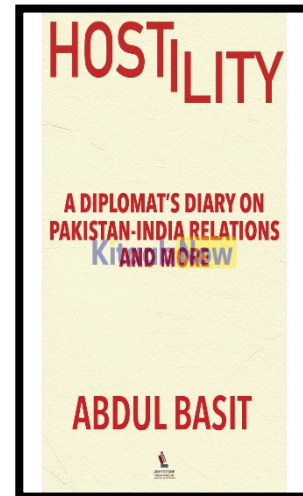 HOSTILITY
A DIPLOMAT'S DIARY ON
PAKISTAN-INDIA RELATIONS
AND MORE
ABDUL BASIT